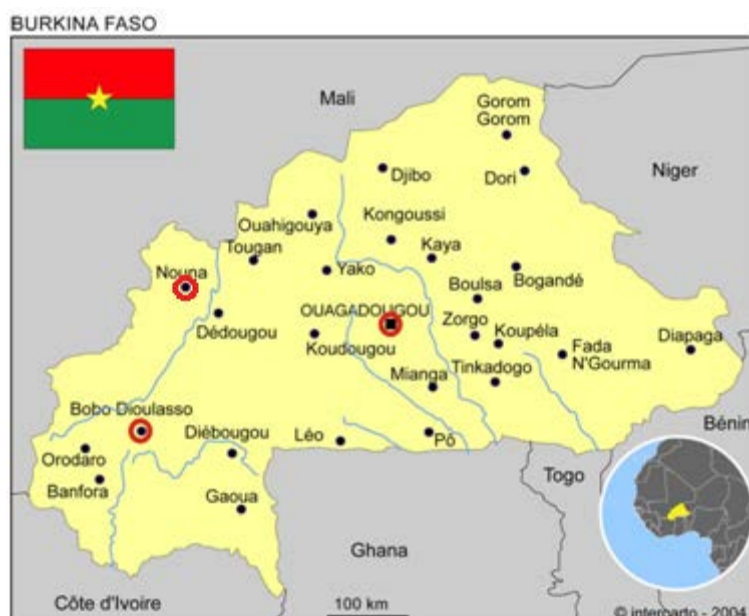 BURKINA FASO
Mali
Gorom
Gorom
Niger
Djibo
Dori
Ouahigouya
Kongoussi
Tougan
Kaya
Nouna
Yako
Boulsa
Bogandé
OUAGADOUGOU
Dédougou
Zorgo
Koupéla
Koudougou
Fada
N'Gourma
Diapaga
Mianga
Tinkadogo
Bobo Dioulasso
Bénin
Diébougou
Léo
Pô
Orodaro
Togo
Banfora
Gaoua
Ghana
Côte d'Ivoire
100 km
© intercarto - 2004